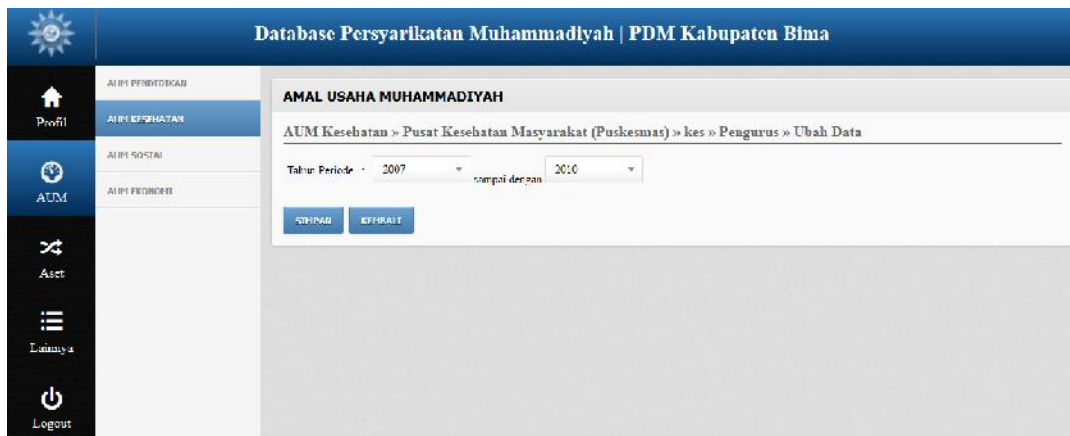 Database Persyarikatan Muhammadiyah | PDM Kabupaten Bima
Profil
AUM
Aset
Lainnya
Logout
AUM PENDIDIKAN
AUM KESEHATAN
AUM SOSIAL
AUM EKONOMI
AMAL USAHA MUHAMMADIYAH
AUM Kesehatan » Pusat Kesehatan Masyarakat (Puskesmas) » kes » Pengurus » Ubah Data
Tahun Periode : 2007 sampai dengan 2010
SIMPAN KEMBALI